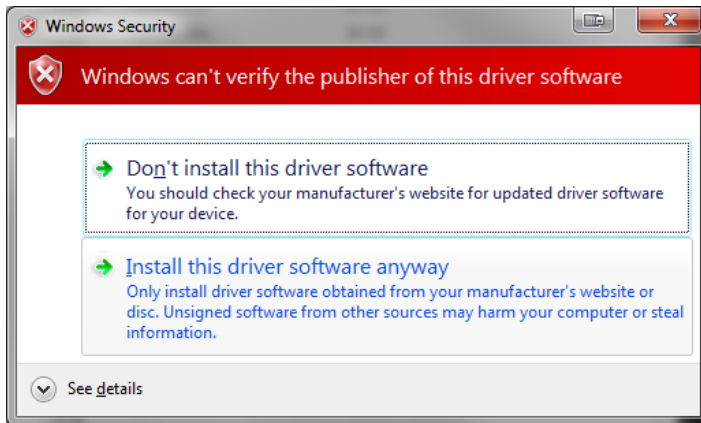 Windows Security
Windows can't verify the publisher of this driver software
Don't install this driver software
You should check your manufacturer's website for updated driver software
for your device.
Install this driver software anyway
Only install driver software obtained from your manufacturer's website or
disc. Unsigned software from other sources may harm your computer or steal
information.
See details